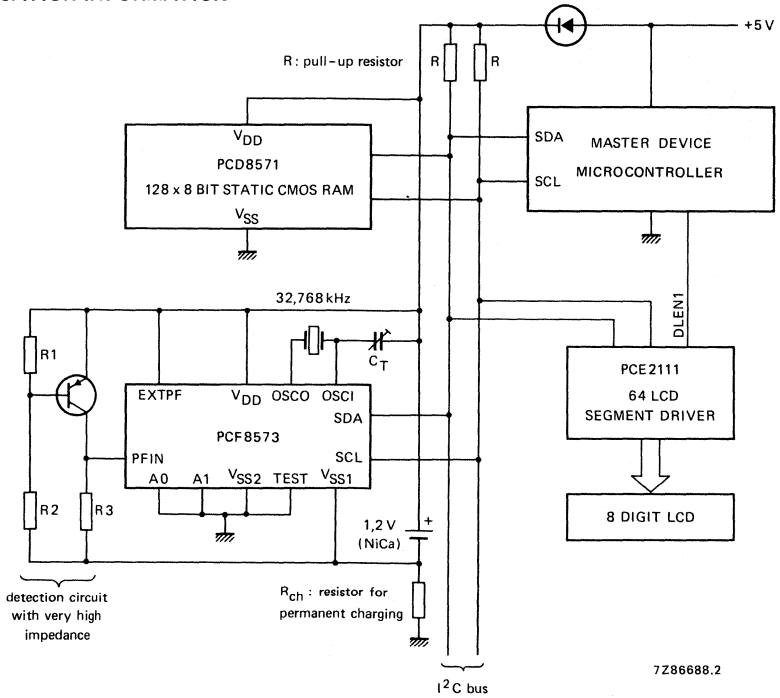 +5 V
R : pull-up resistor
R
R
VDD
PCD8571
128 x 8 BIT STATIC CMOS RAM
VSS
SDA
SCL
MASTER DEVICE
MICROCONTROLLER
DLEN1
32,768 kHz
CT
R1
R2
R3
EXTPF
VDD
OSCO
OSCI
SDA
PCF8573
PFIN
SCL
A0
A1
VSS2
TEST
VSS1
PCE2111
64 LCD
SEGMENT DRIVER
8 DIGIT LCD
1,2 V
(NiCa)
+
detection circuit
with very high
impedance
Rch : resistor for
permanent charging
I2C bus
7Z86688.2